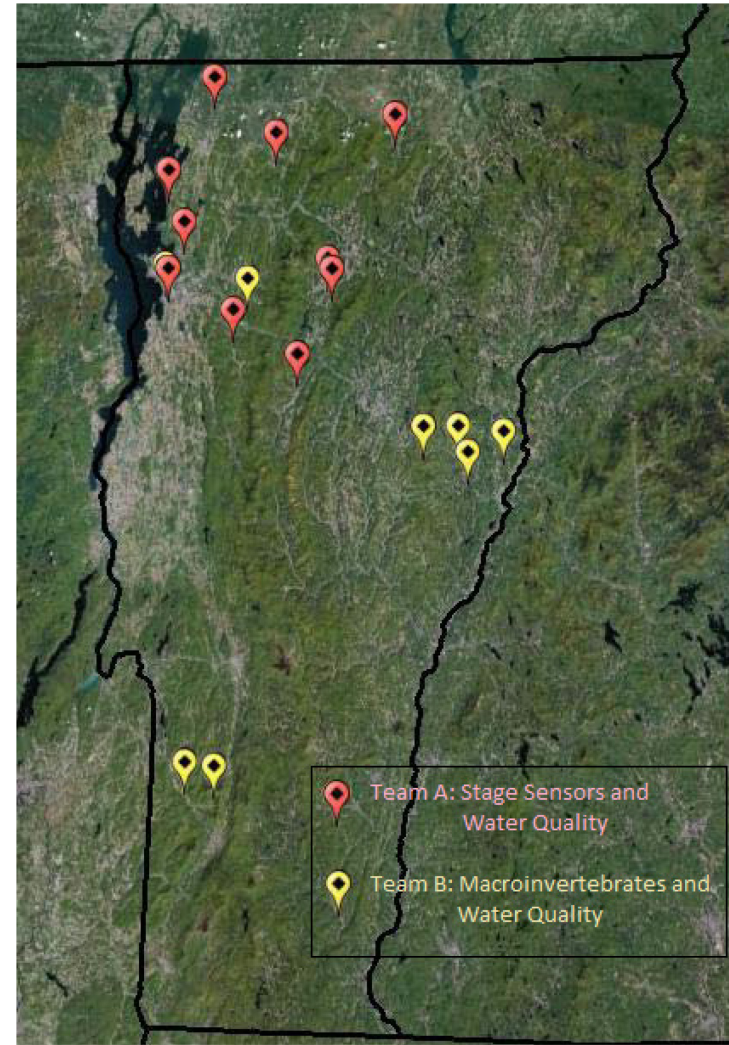 Team A: Stage Sensors and
Water Quality
Team B: Macroinvertebrates and
Water Quality